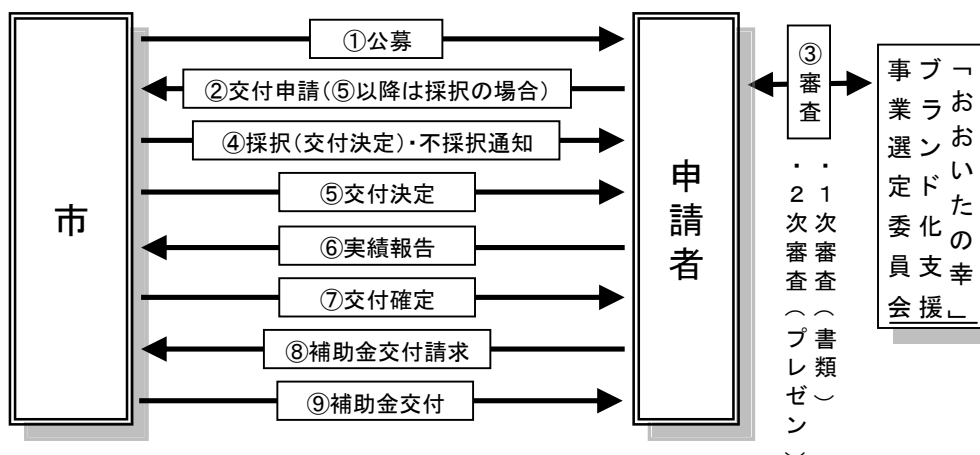 市
①公募
②交付申請(⑤以降は採択の場合)
④採択(交付決定)・不採択通知
⑤交付決定
⑥実績報告
⑦交付確定
⑧補助金交付請求
⑨補助金交付
申請者
③審査
・1次審査(書類)
・2次審査(プレゼン)
「おおいたの幸」
ブランド化支援
事業選定委員会